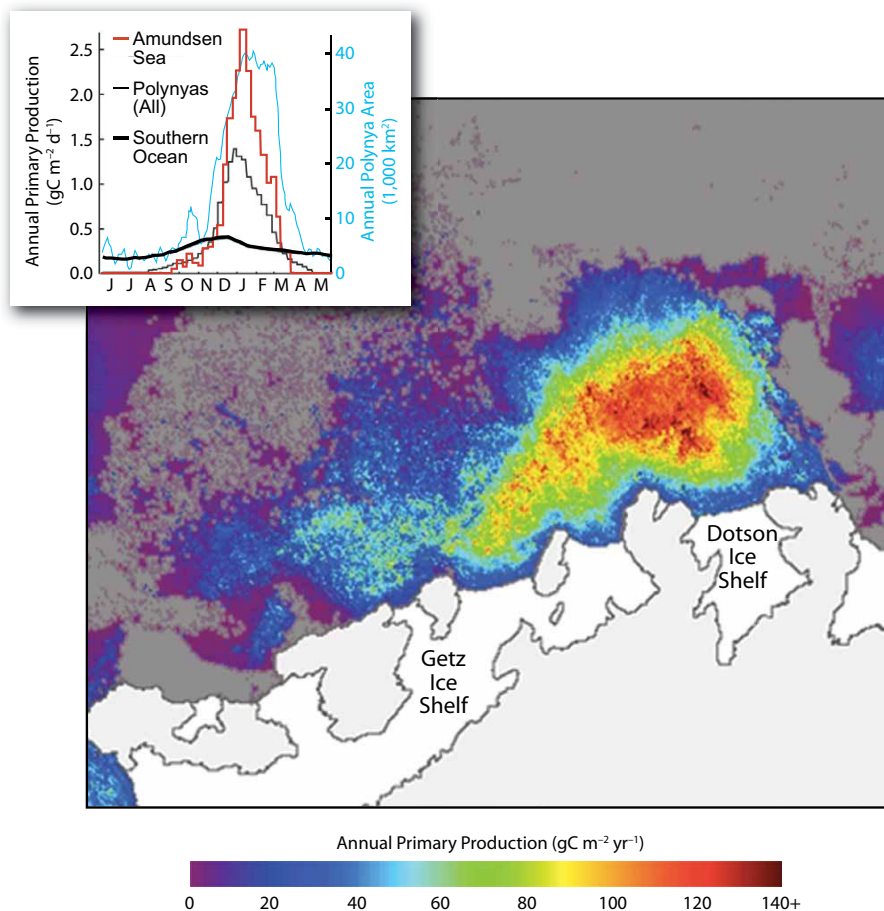 Annual Primary Production
(gC m⁻² d⁻¹)
2.5
2.0
1.5
1.0
0.5
0.0
Amundsen
Sea
Polynyas
(All)
Southern
Ocean
40
30
20
10
0
Annual Polynya Area
(1,000 km²)
J J A S O N D J F M A M
Dotson
Ice
Shelf
Getz
Ice
Shelf
Annual Primary Production (gC m⁻² yr⁻¹)
0 20 40 60 80 100 120 140+